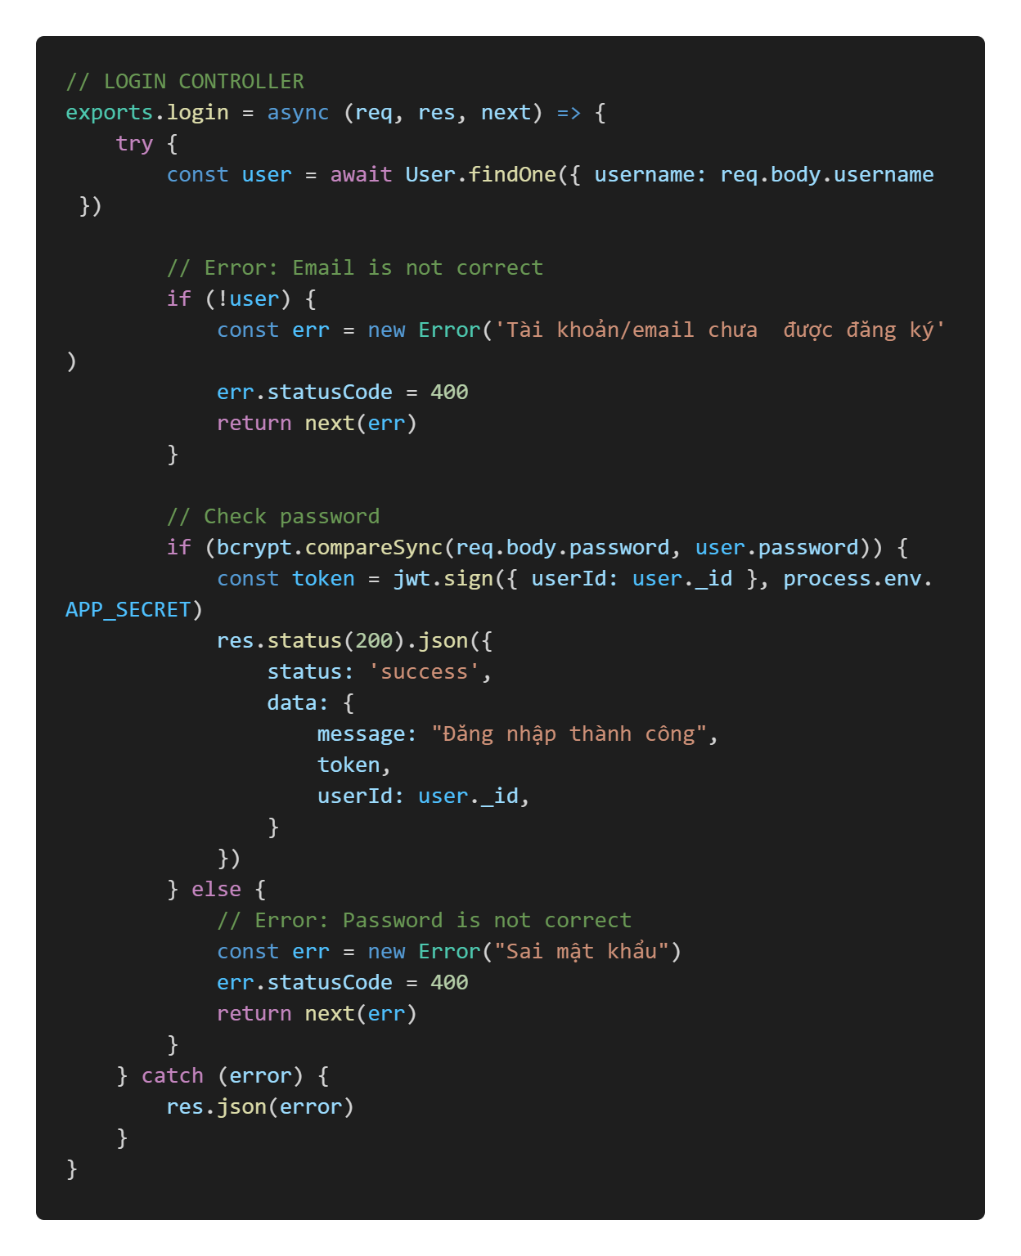 // LOGIN CONTROLLER
exports.login = async (req, res, next) => {
    try {
        const user = await User.findOne({ username: req.body.username
 })

        // Error: Email is not correct
        if (!user) {
            const err = new Error('Tài khoản/email chưa  được đăng ký'
)
            err.statusCode = 400
            return next(err)
        }

        // Check password
        if (bcrypt.compareSync(req.body.password, user.password)) {
            const token = jwt.sign({ userId: user._id }, process.env.
APP_SECRET)
            res.status(200).json({
                status: 'success',
                data: {
                    message: "Đăng nhập thành công",
                    token,
                    userId: user._id,
                }
            })
        } else {
            // Error: Password is not correct
            const err = new Error("Sai mật khẩu")
            err.statusCode = 400
            return next(err)
        }
    } catch (error) {
        res.json(error)
    }
}